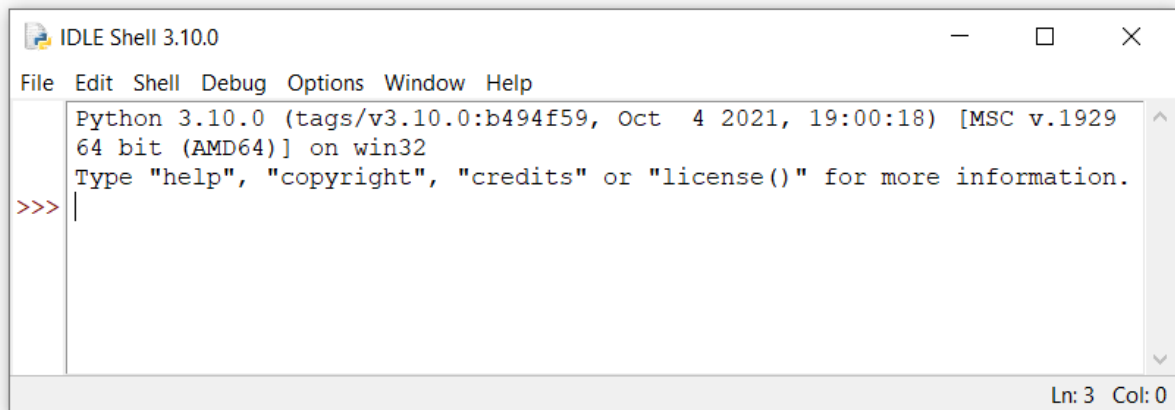 IDLE Shell 3.10.0
File Edit Shell Debug Options Window Help
Python 3.10.0 (tags/v3.10.0:b494f59, Oct  4 2021, 19:00:18) [MSC v.1929
64 bit (AMD64)] on win32
Type "help", "copyright", "credits" or "license()" for more information.
>>>
Ln: 3 Col: 0